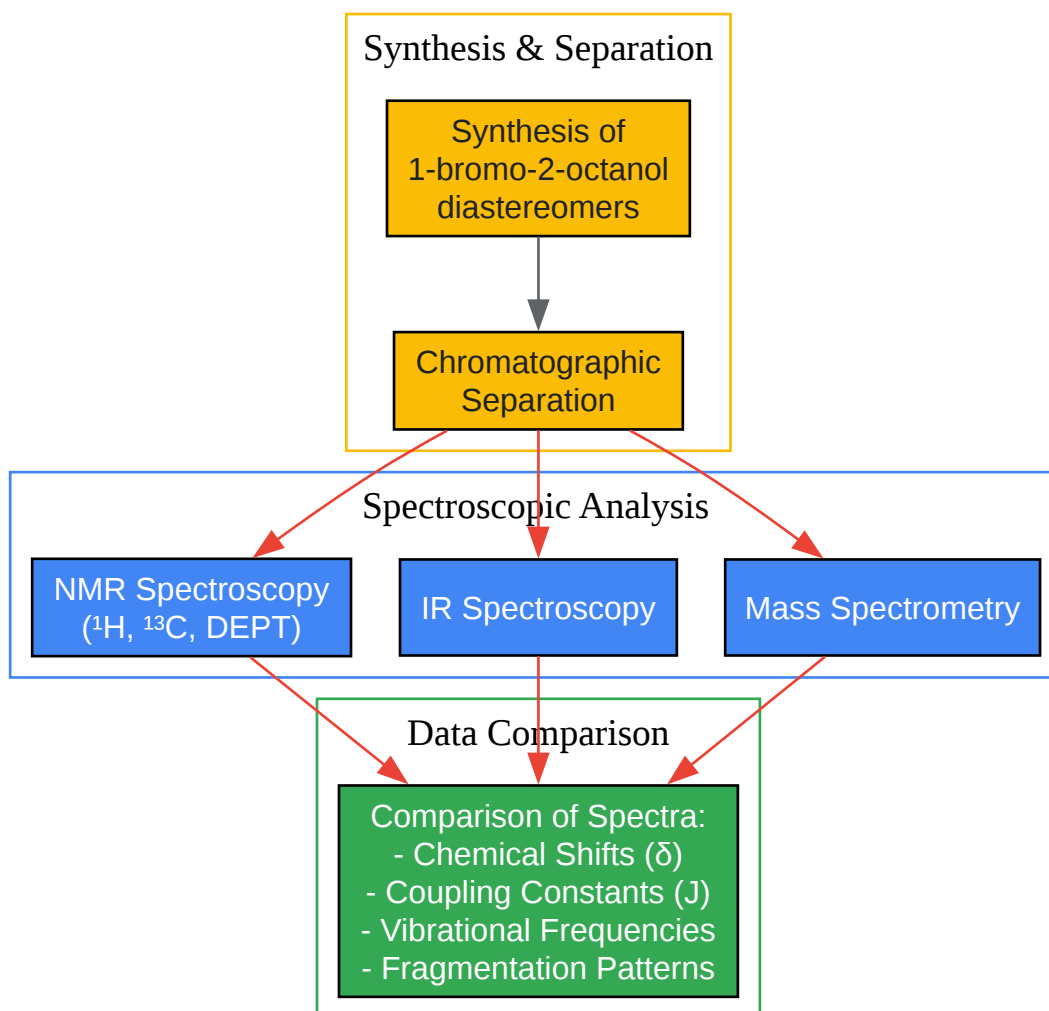 Synthesis & Separation
Synthesis of
1-bromo-2-octanol
diastereomers
Chromatographic
Separation
Spectroscopic Analysis
NMR Spectroscopy
(¹H, ¹³C, DEPT)
IR Spectroscopy
Mass Spectrometry
Data Comparison
Comparison of Spectra:
- Chemical Shifts (δ)
- Coupling Constants (J)
- Vibrational Frequencies
- Fragmentation Patterns